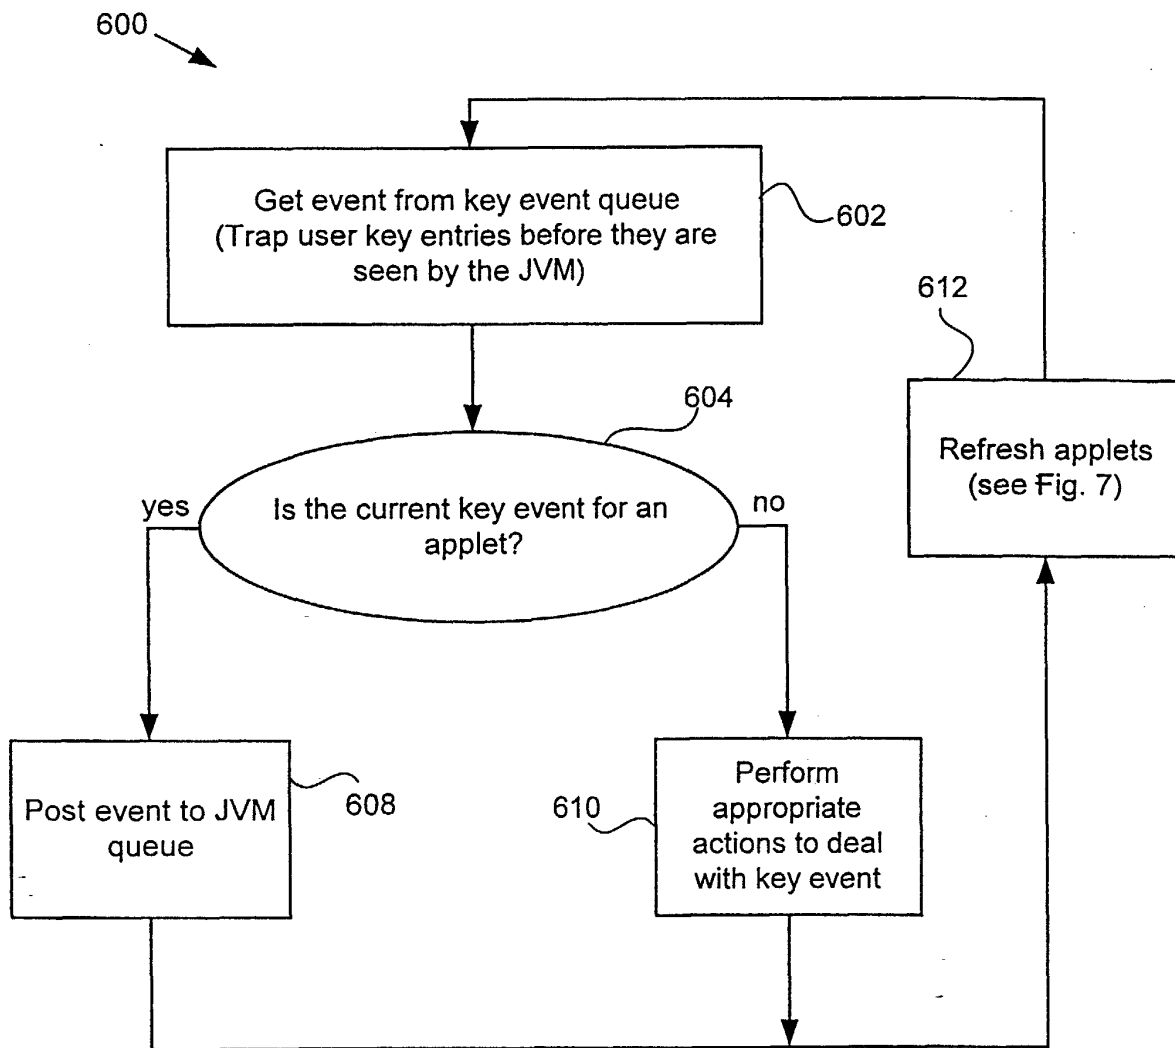 600
Get event from key event queue
(Trap user key entries before they are
seen by the JVM)
602
612
Refresh applets
(see Fig. 7)
604
yes
Is the current key event for an
applet?
no
Post event to JVM
queue
608
610
Perform
appropriate
actions to deal
with key event